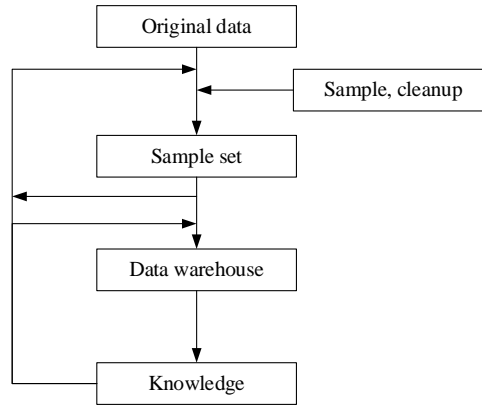 Original data
Sample, cleanup
Sample set
Data warehouse
Knowledge